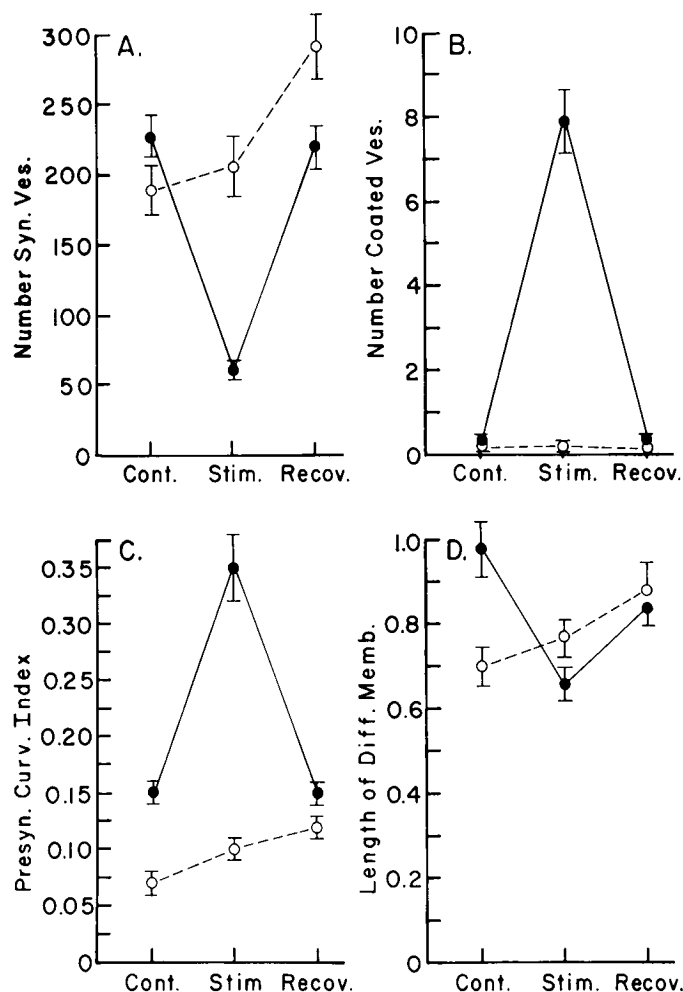 A.
Number Syn. Ves.
300
250
200
150
100
50
0
Cont. Stim. Recov.
B.
Number Coated Ves.
10
8
6
4
2
0
Cont. Stim. Recov.
C.
Presyn. Curv. Index
0.35
0.30
0.25
0.20
0.15
0.10
0.05
0
Cont. Stim Recov.
D.
Length of Diff. Memb.
1.0
0.8
0.6
0.4
0.2
0
Cont. Stim. Recov.